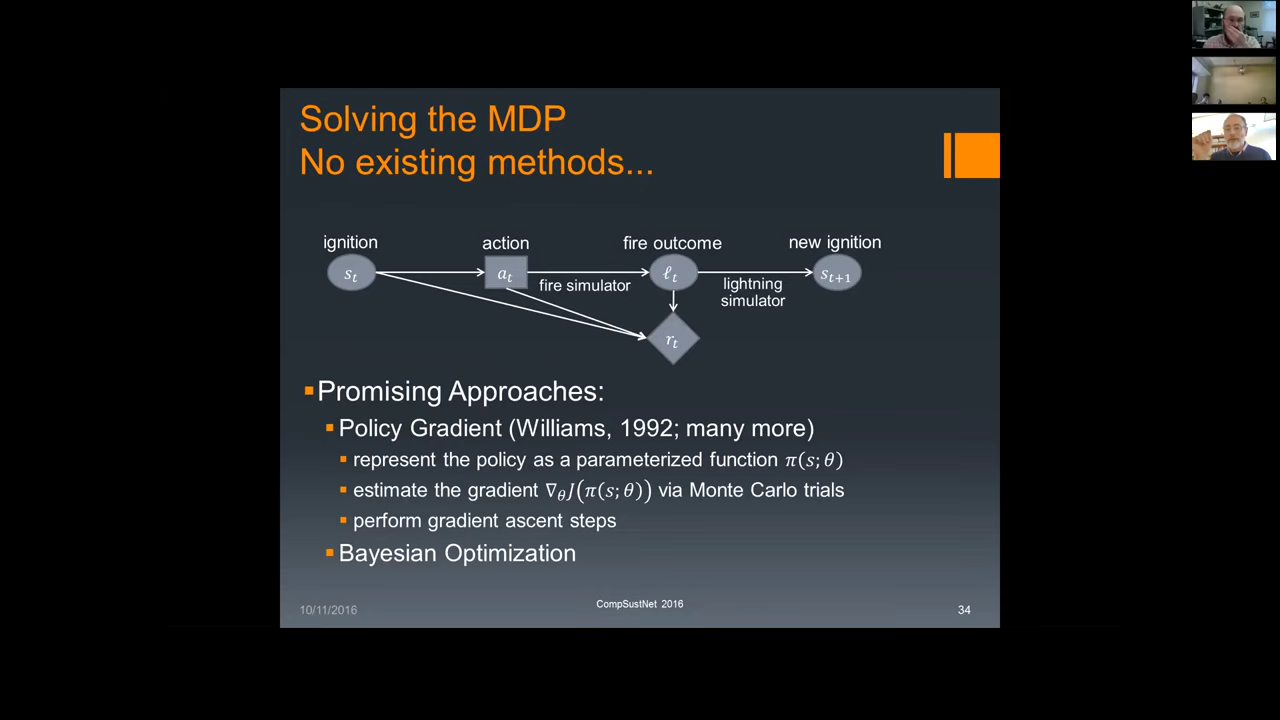 Solving the MDP
No existing methods...
ignition action fire outcome new ignition
s_t a_t ℓ_t s_{t+1}
fire simulator lightning
simulator
r_t
Promising Approaches:
Policy Gradient (Williams, 1992; many more)
represent the policy as a parameterized function π(s; θ)
estimate the gradient ∇_θ J(π(s; θ)) via Monte Carlo trials
perform gradient ascent steps
Bayesian Optimization
10/11/2016 CompSustNet 2016 34